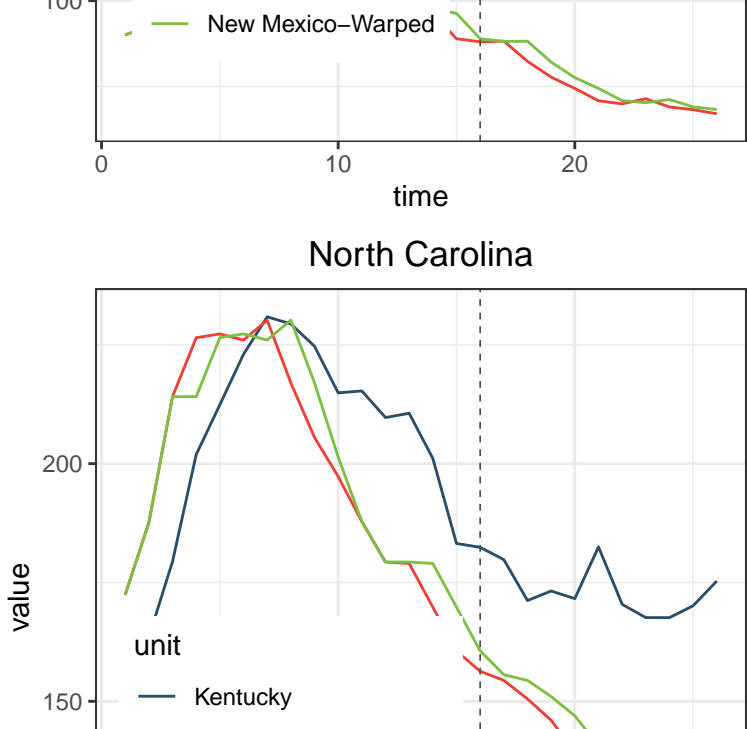 100
New Mexico−Warped
0 10 20
time
North Carolina
200
value
unit
Kentucky
150